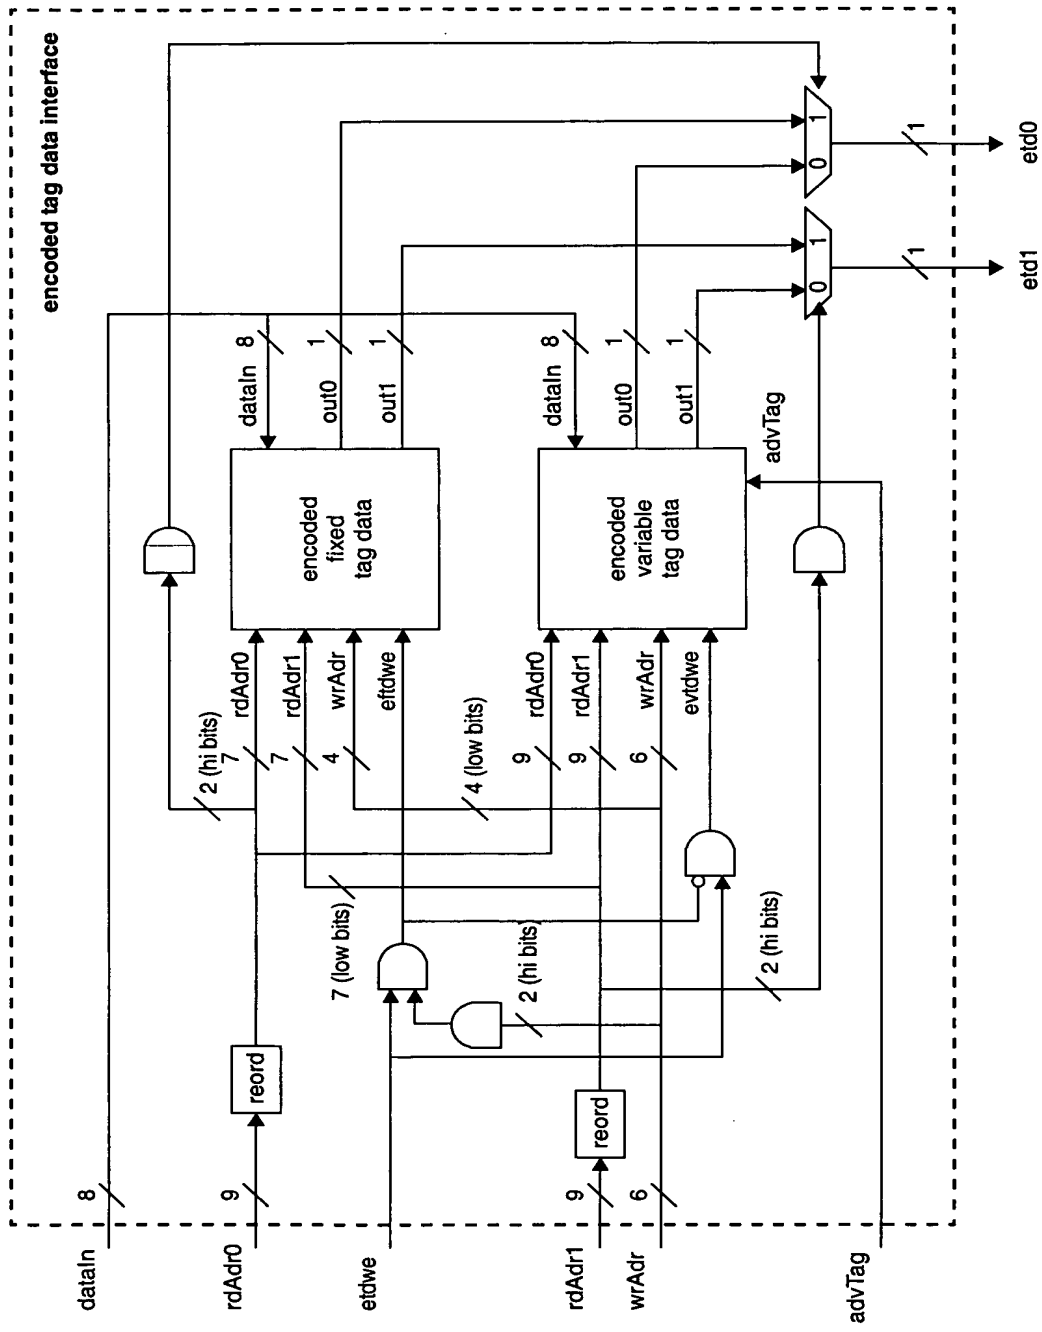 encoded tag data interface
dataIn
8
rdAdr0
9
etdwe
rdAdr1
9
wrAdr
6
advTag
reord
reord
2 (hi bits)
7
rdAdr0
7
rdAdr1
4
wrAdr
eftdwe
7 (low bits)
4 (low bits)
2 (hi bits)
9
rdAdr0
9
rdAdr1
6
wrAdr
evtdwe
2 (hi bits)
encoded
fixed
tag data
encoded
variable
tag data
dataIn
8
out0
1
out1
1
dataIn
8
out0
1
out1
1
advTag
0 1
0 1
1
etd0
1
etd1